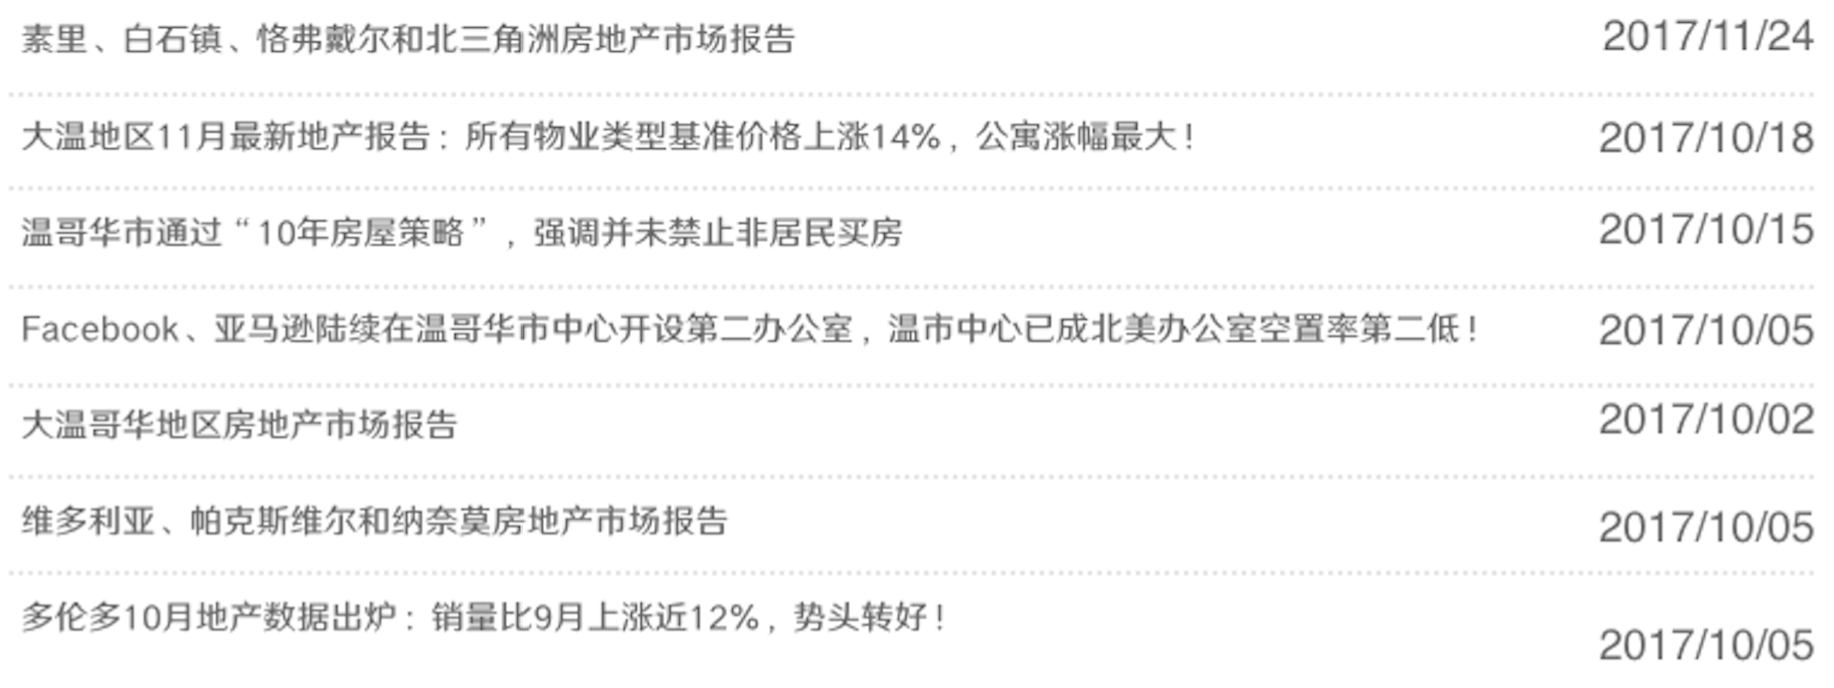 素里、白石镇、悋弗戴尔和北三角洲房地产市场报告 2017/11/24
大温地区11月最新地产报告：所有物业类型基准价格上涨14%，公寓涨幅最大！ 2017/10/18
温哥华市通过“10年房屋策略”，强调并未禁止非居民买房 2017/10/15
Facebook、亚马逊陆续在温哥华市中心开设第二办公室，温市中心已成北美办公室空置率第二低！ 2017/10/05
大温哥华地区房地产市场报告 2017/10/02
维多利亚、帕克斯维尔和纳奈莫房地产市场报告 2017/10/05
多伦多10月地产数据出炉：销量比9月上涨近12%，势头转好！ 2017/10/05